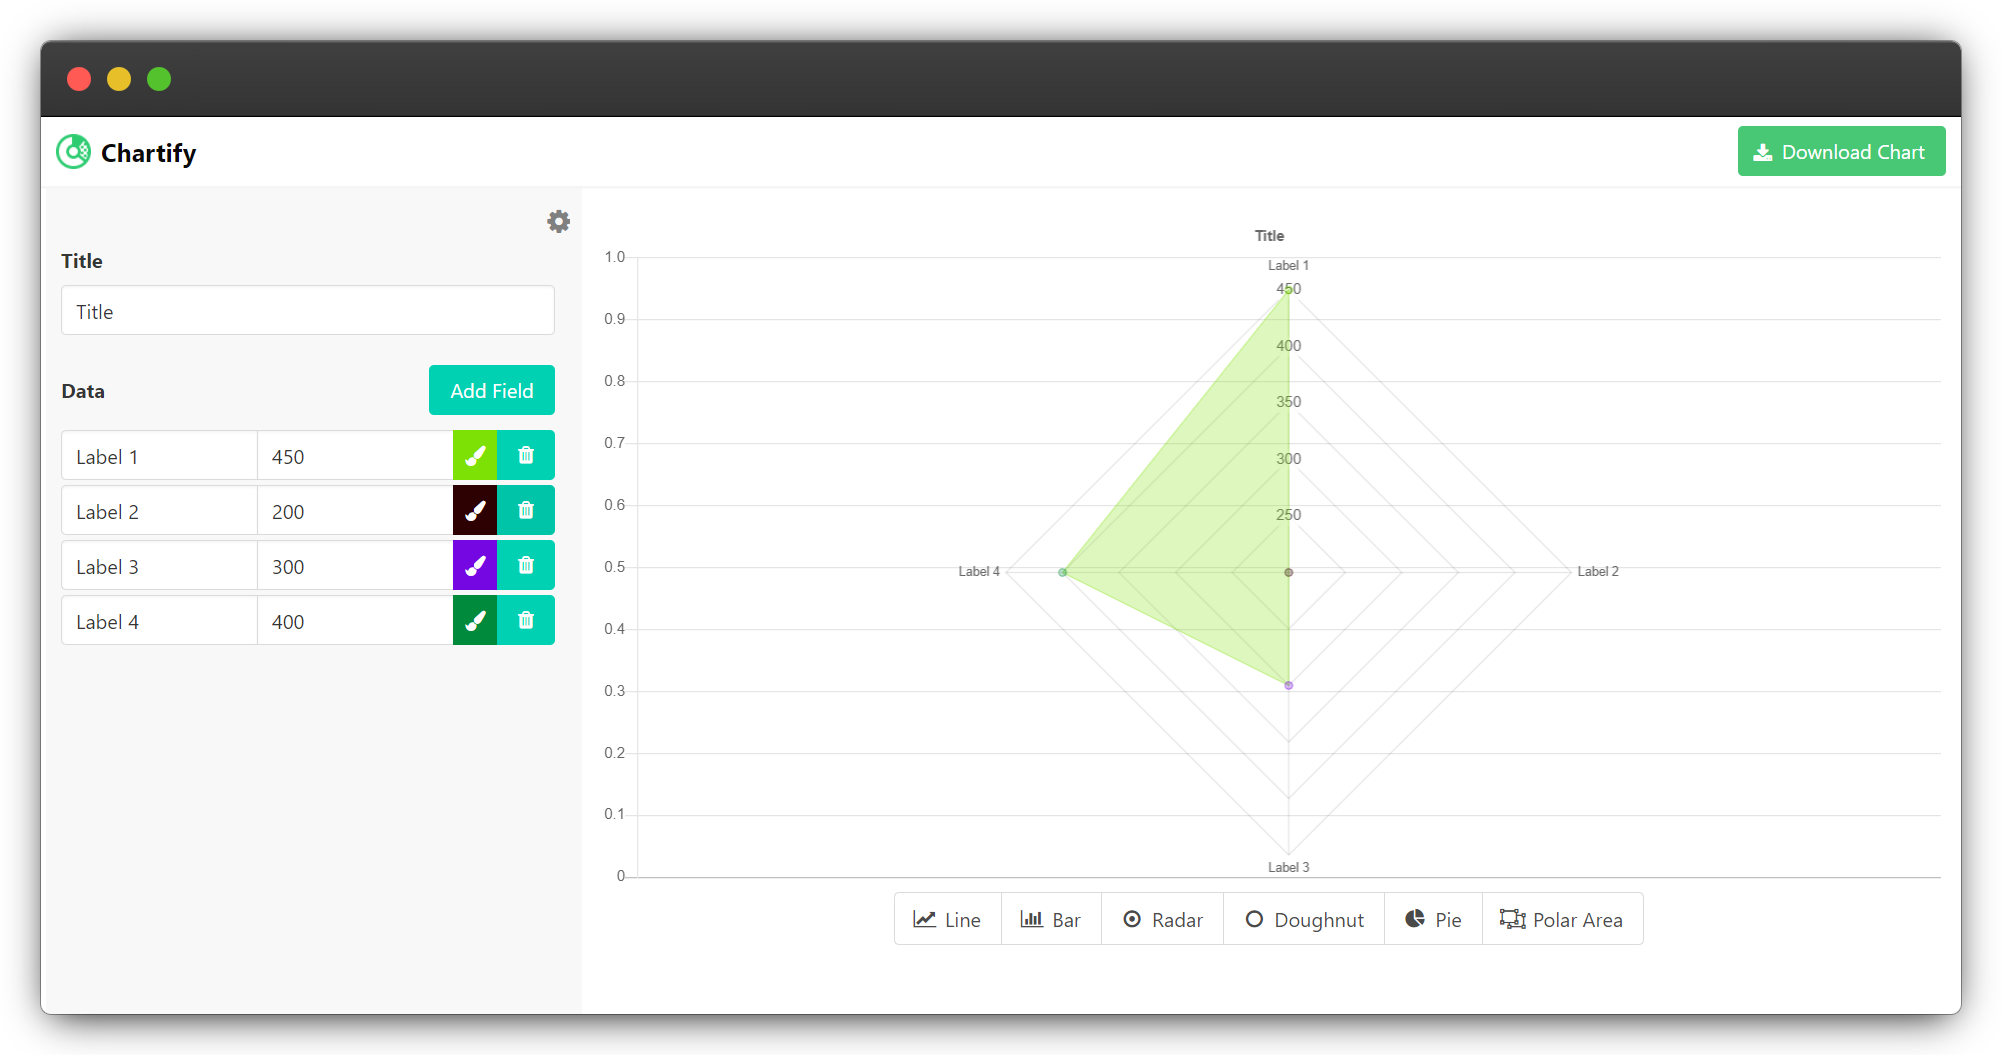 Chartify
Download Chart
Title
Title
Data
Add Field
Label 1 450
Label 2 200
Label 3 300
Label 4 400
Title
1.0
Label 1
450
0.9
400
0.8
350
0.7
300
0.6
250
0.5
Label 4
Label 2
0.4
0.3
0.2
0.1
Label 3
0
Line Bar Radar Doughnut Pie Polar Area